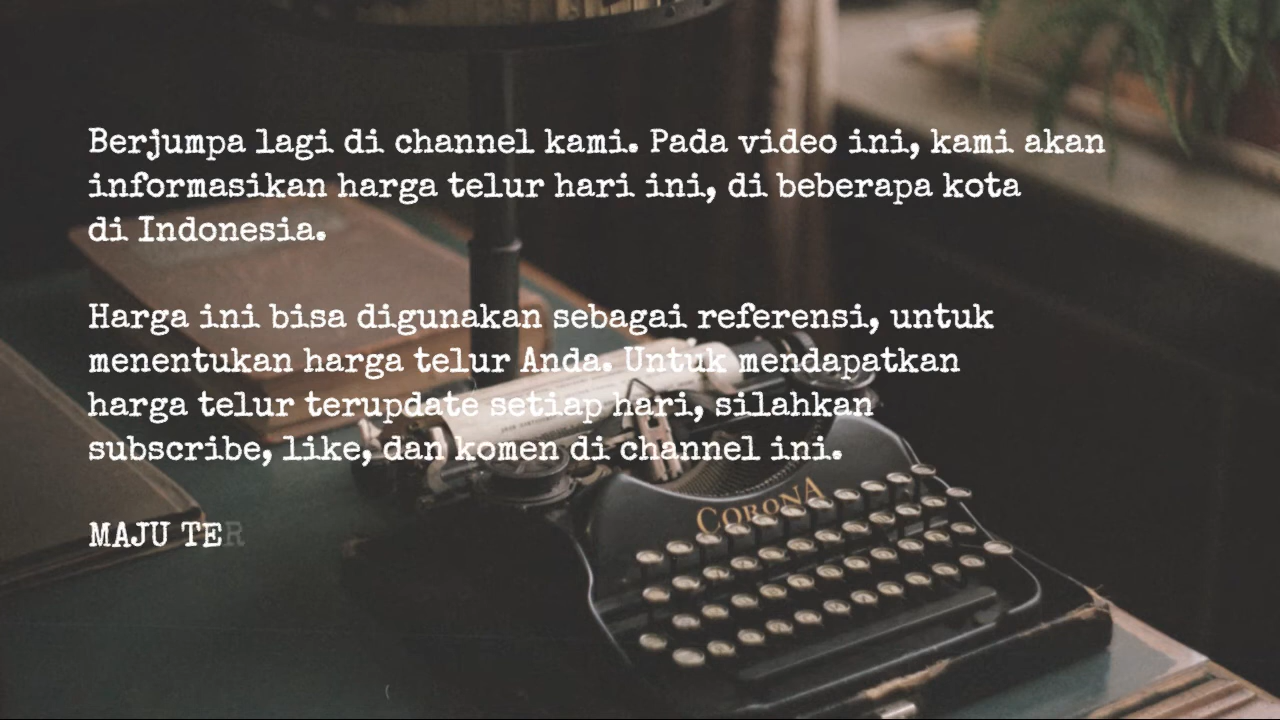 Berjumpa lagi di channel kami. Pada video ini, kami akan
informasikan harga telur hari ini, di beberapa kota
di Indonesia.
Harga ini bisa digunakan sebagai referensi, untuk
menentukan harga telur Anda. Untuk mendapatkan
harga telur terupdate setiap hari, silahkan
subscribe, like, dan komen di channel ini.
MAJU TER
CORONA